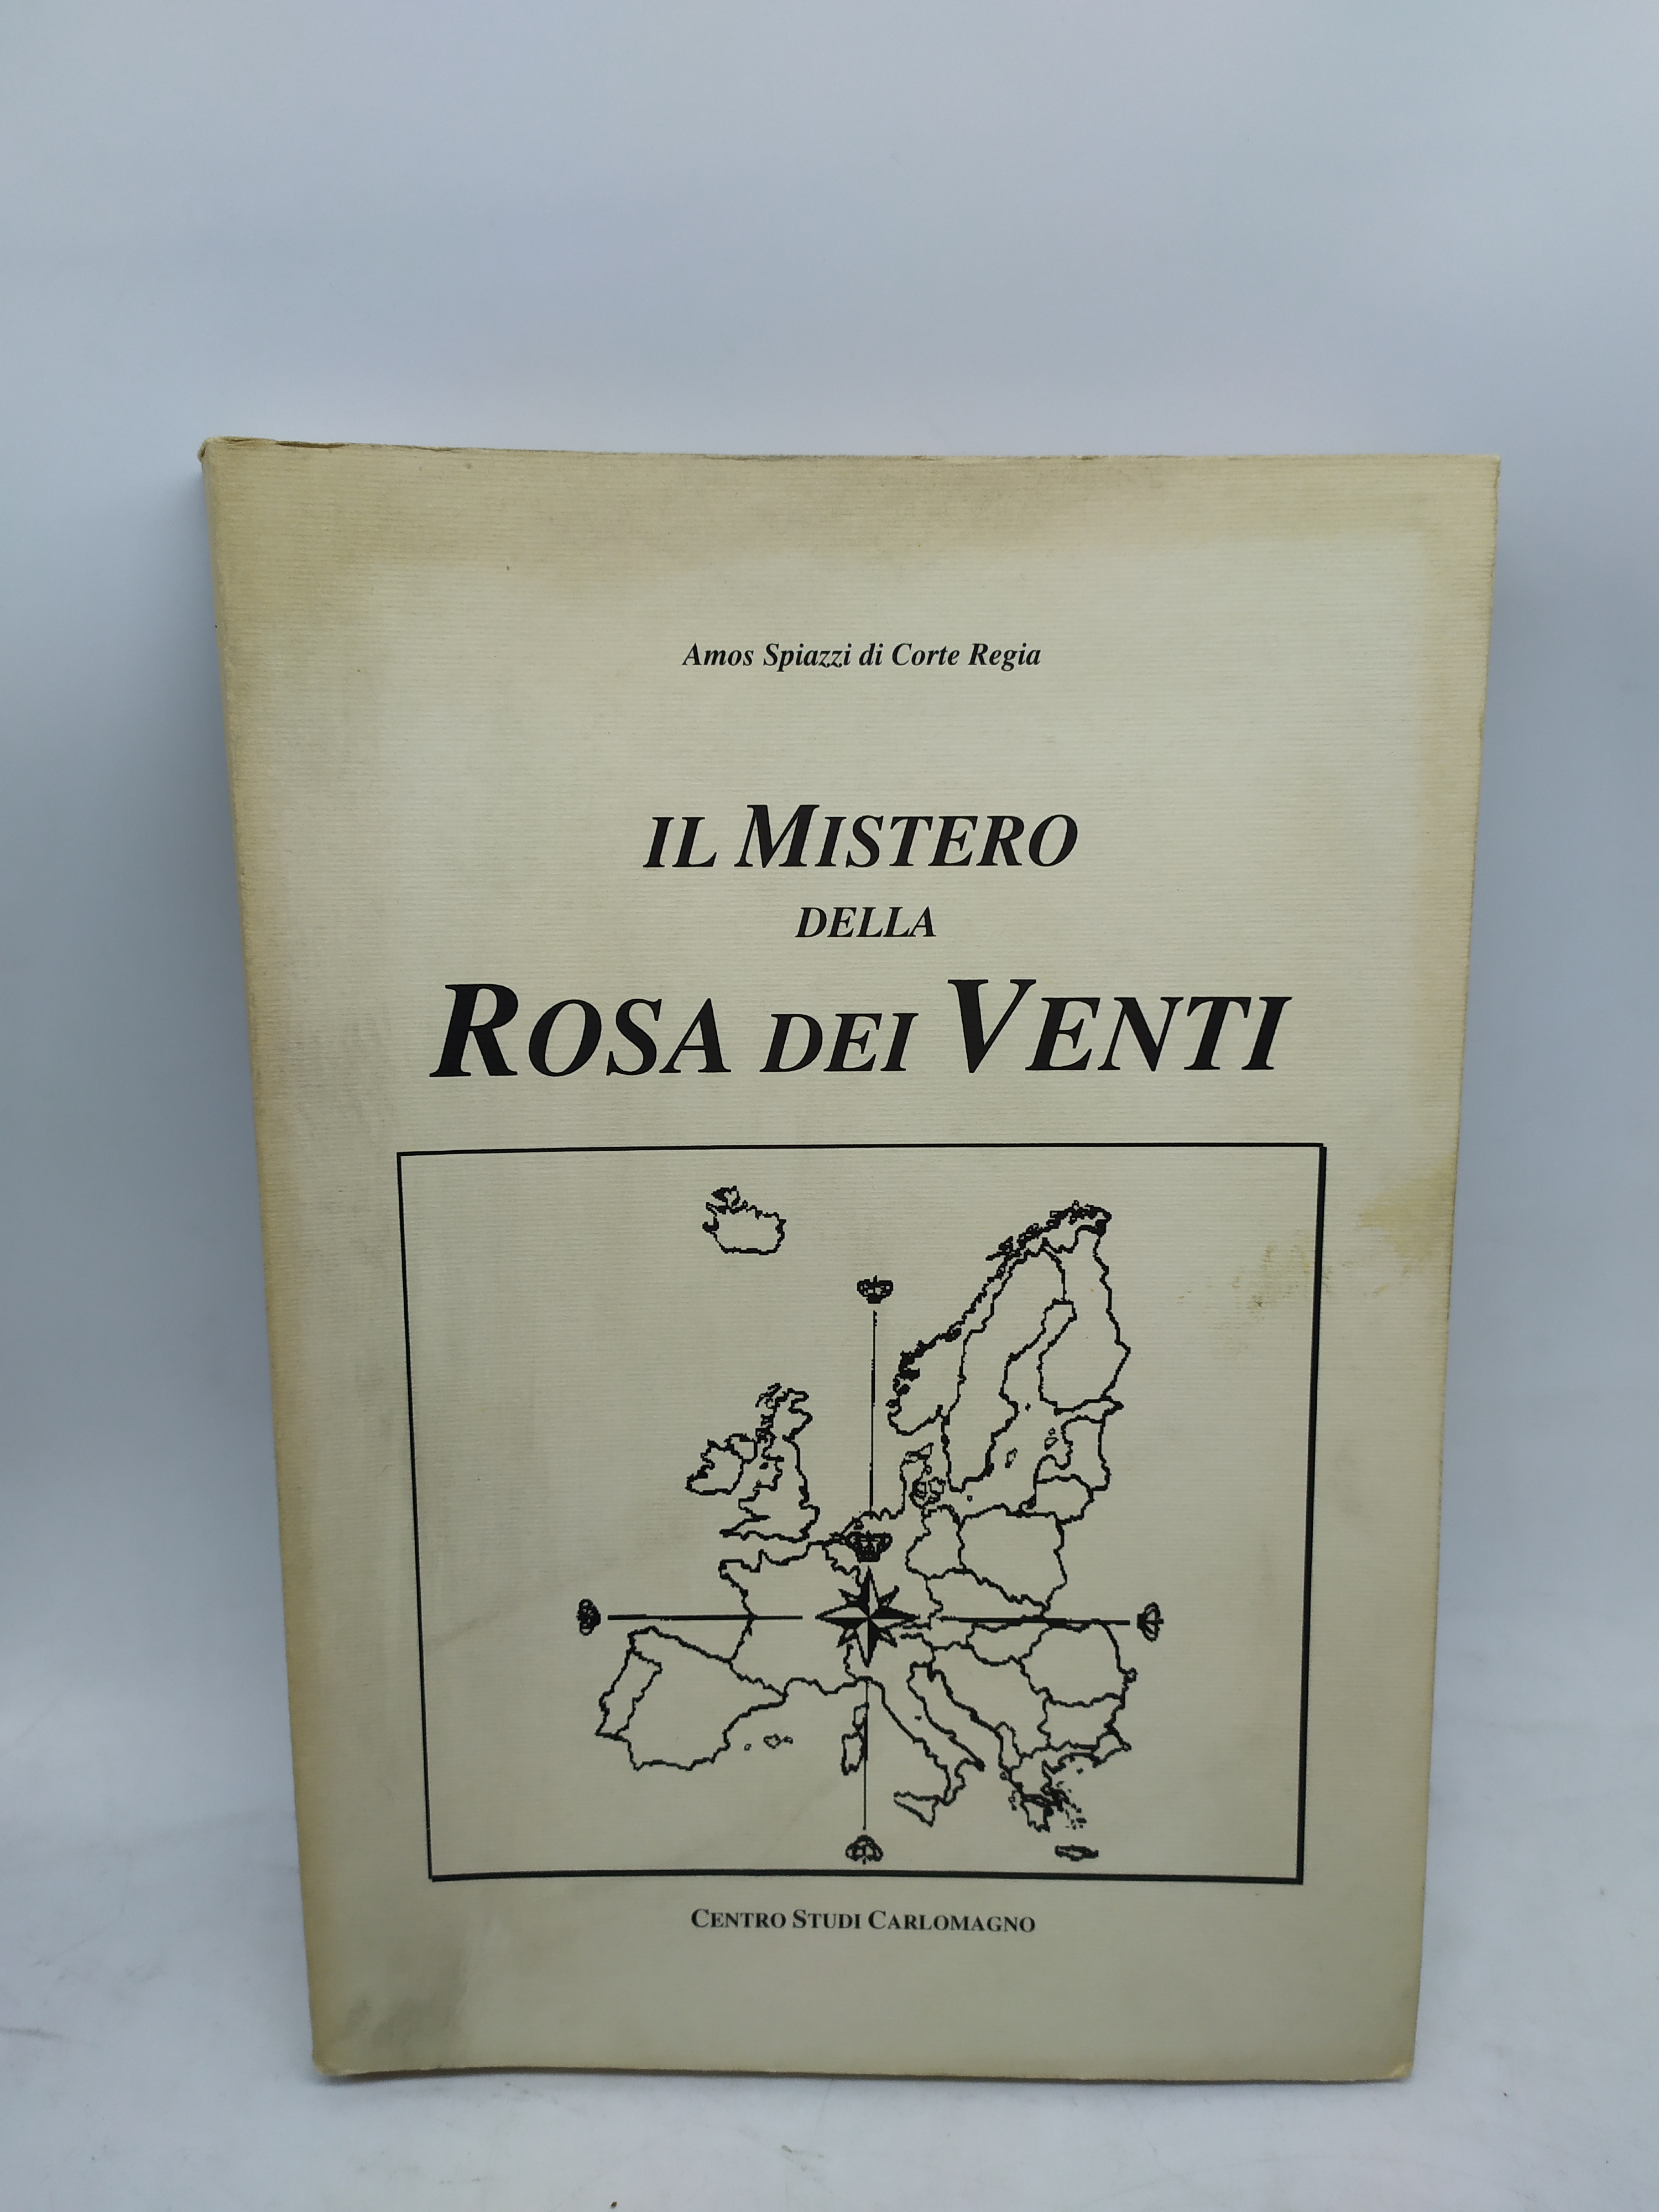 Amos Spiazzi di Corte Regia
IL MISTERO
DELLA
ROSA DEI VENTI
CENTRO STUDI CARLOMAGNO